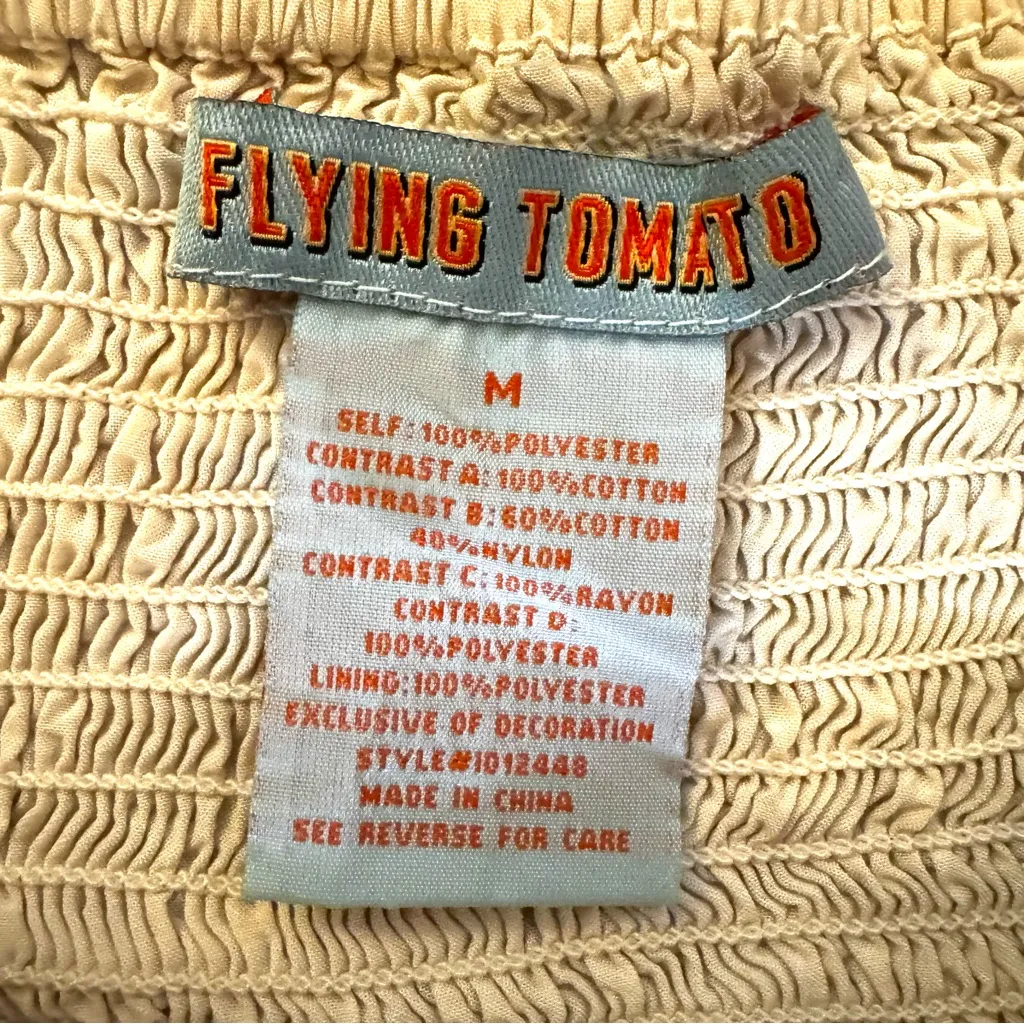 FLYING TOMATO
M
SELF:100%POLYESTER
CONTRAST A:100%COTTON
CONTRAST B:60%COTTON
40%NYLON
CONTRAST C:100%RAYON
CONTRAST D:
100%POLYESTER
LINING:100%POLYESTER
EXCLUSIVE OF DECORATION
STYLE#ID12448
MADE IN CHINA
SEE REVERSE FOR CARE